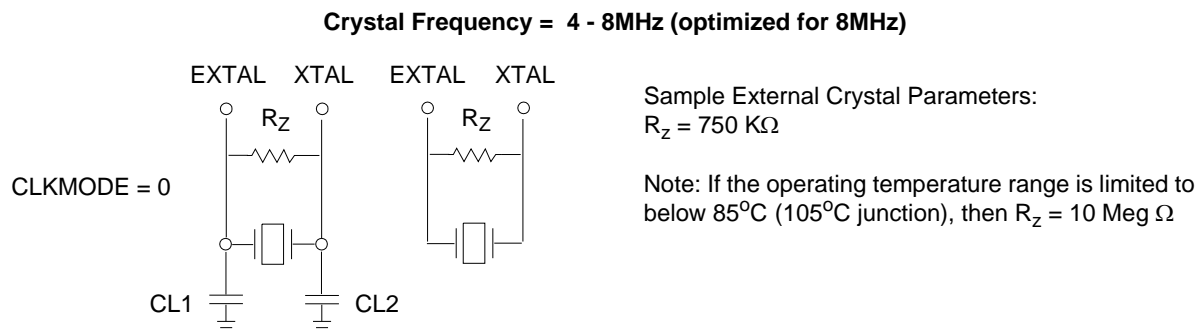 Crystal Frequency = 4 - 8MHz (optimized for 8MHz)
EXTAL XTAL EXTAL XTAL
R_Z R_Z
CLKMODE = 0
CL1 CL2
Sample External Crystal Parameters:
R_z = 750 KΩ
Note: If the operating temperature range is limited to
below 85°C (105°C junction), then R_z = 10 Meg Ω